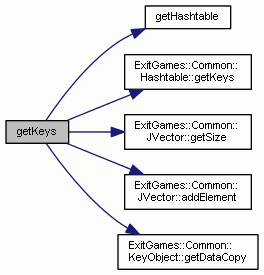 getHashtable
ExitGames::Common::
Hashtable::getKeys
getKeys
ExitGames::Common::
JVector::getSize
ExitGames::Common::
JVector::addElement
ExitGames::Common::
KeyObject::getDataCopy